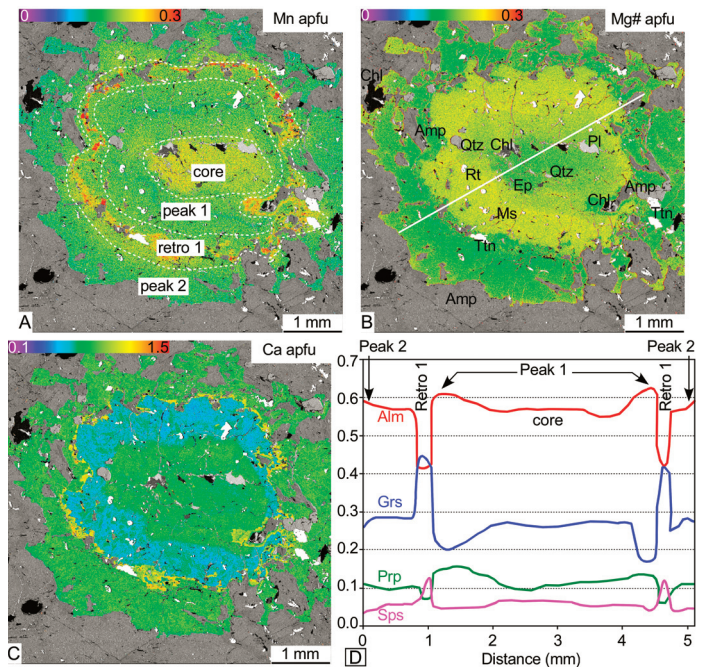 0 0.3 Mn apfu
core
peak 1
retro 1
peak 2
A 1 mm
0 0.3 Mg# apfu
Chl
Amp
Qtz Chl Pl
Rt Qtz
Ep
Chl Amp
Ms Ttn
Ttn
Amp
B 1 mm
0.1 1.5 Ca apfu
C 1 mm
Peak 2 Peak 2
Retro 1 Peak 1 Retro 1
0.7
0.6
Alm core
0.5
0.4
Grs
0.3
0.2
Prp
0.1
Sps
0.0
0 1 2 3 4 5
D Distance (mm)